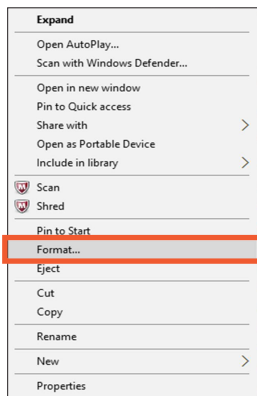 Expand
Open AutoPlay...
Scan with Windows Defender...
Open in new window
Pin to Quick access
Share with
Open as Portable Device
Include in library
Scan
Shred
Pin to Start
Format...
Eject
Cut
Copy
Rename
New
Properties